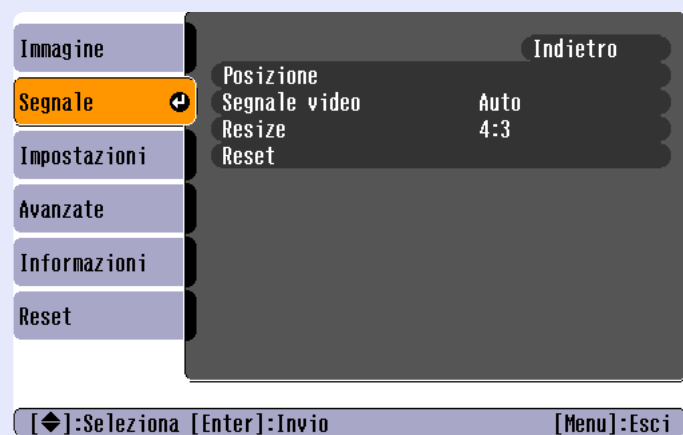 Immagine
Segnale
Impostazioni
Avanzate
Informazioni
Reset
Indietro
Posizione
Segnale video Auto
Resize 4:3
Reset
[◆]:Seleziona [Enter]:Invio [Menu]:Esci